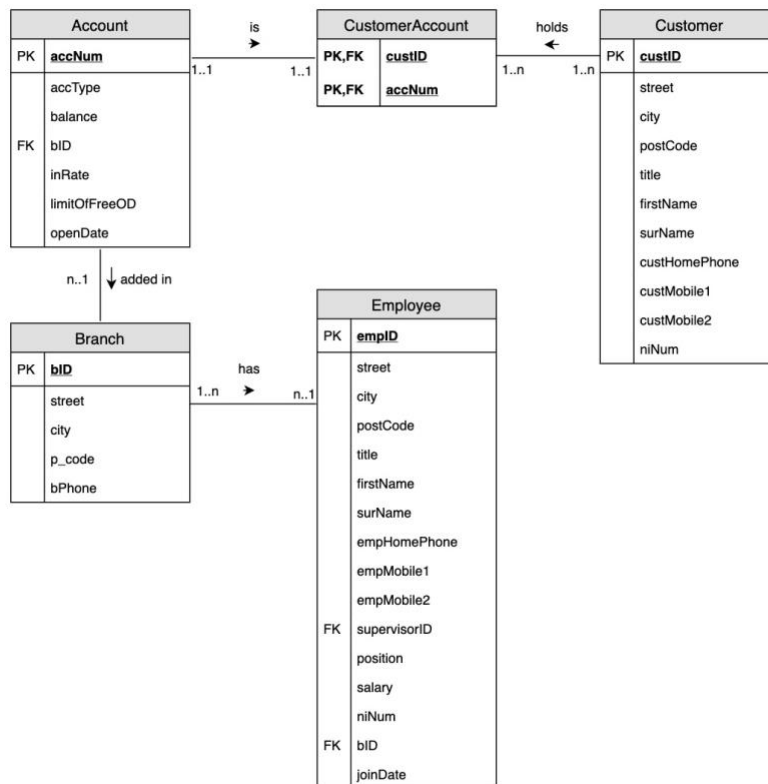 Account
PK accNum
accType
balance
FK bID
inRate
limitOfFreeOD
openDate
is
1..1
1..1
CustomerAccount
PK,FK custID
PK,FK accNum
holds
1..n
1..n
Customer
PK custID
street
city
postCode
title
firstName
surName
custHomePhone
custMobile1
custMobile2
niNum
n..1
added in
Branch
PK bID
street
city
p_code
bPhone
has
1..n
n..1
Employee
PK empID
street
city
postCode
title
firstName
surName
empHomePhone
empMobile1
empMobile2
FK supervisorID
position
salary
niNum
FK bID
joinDate